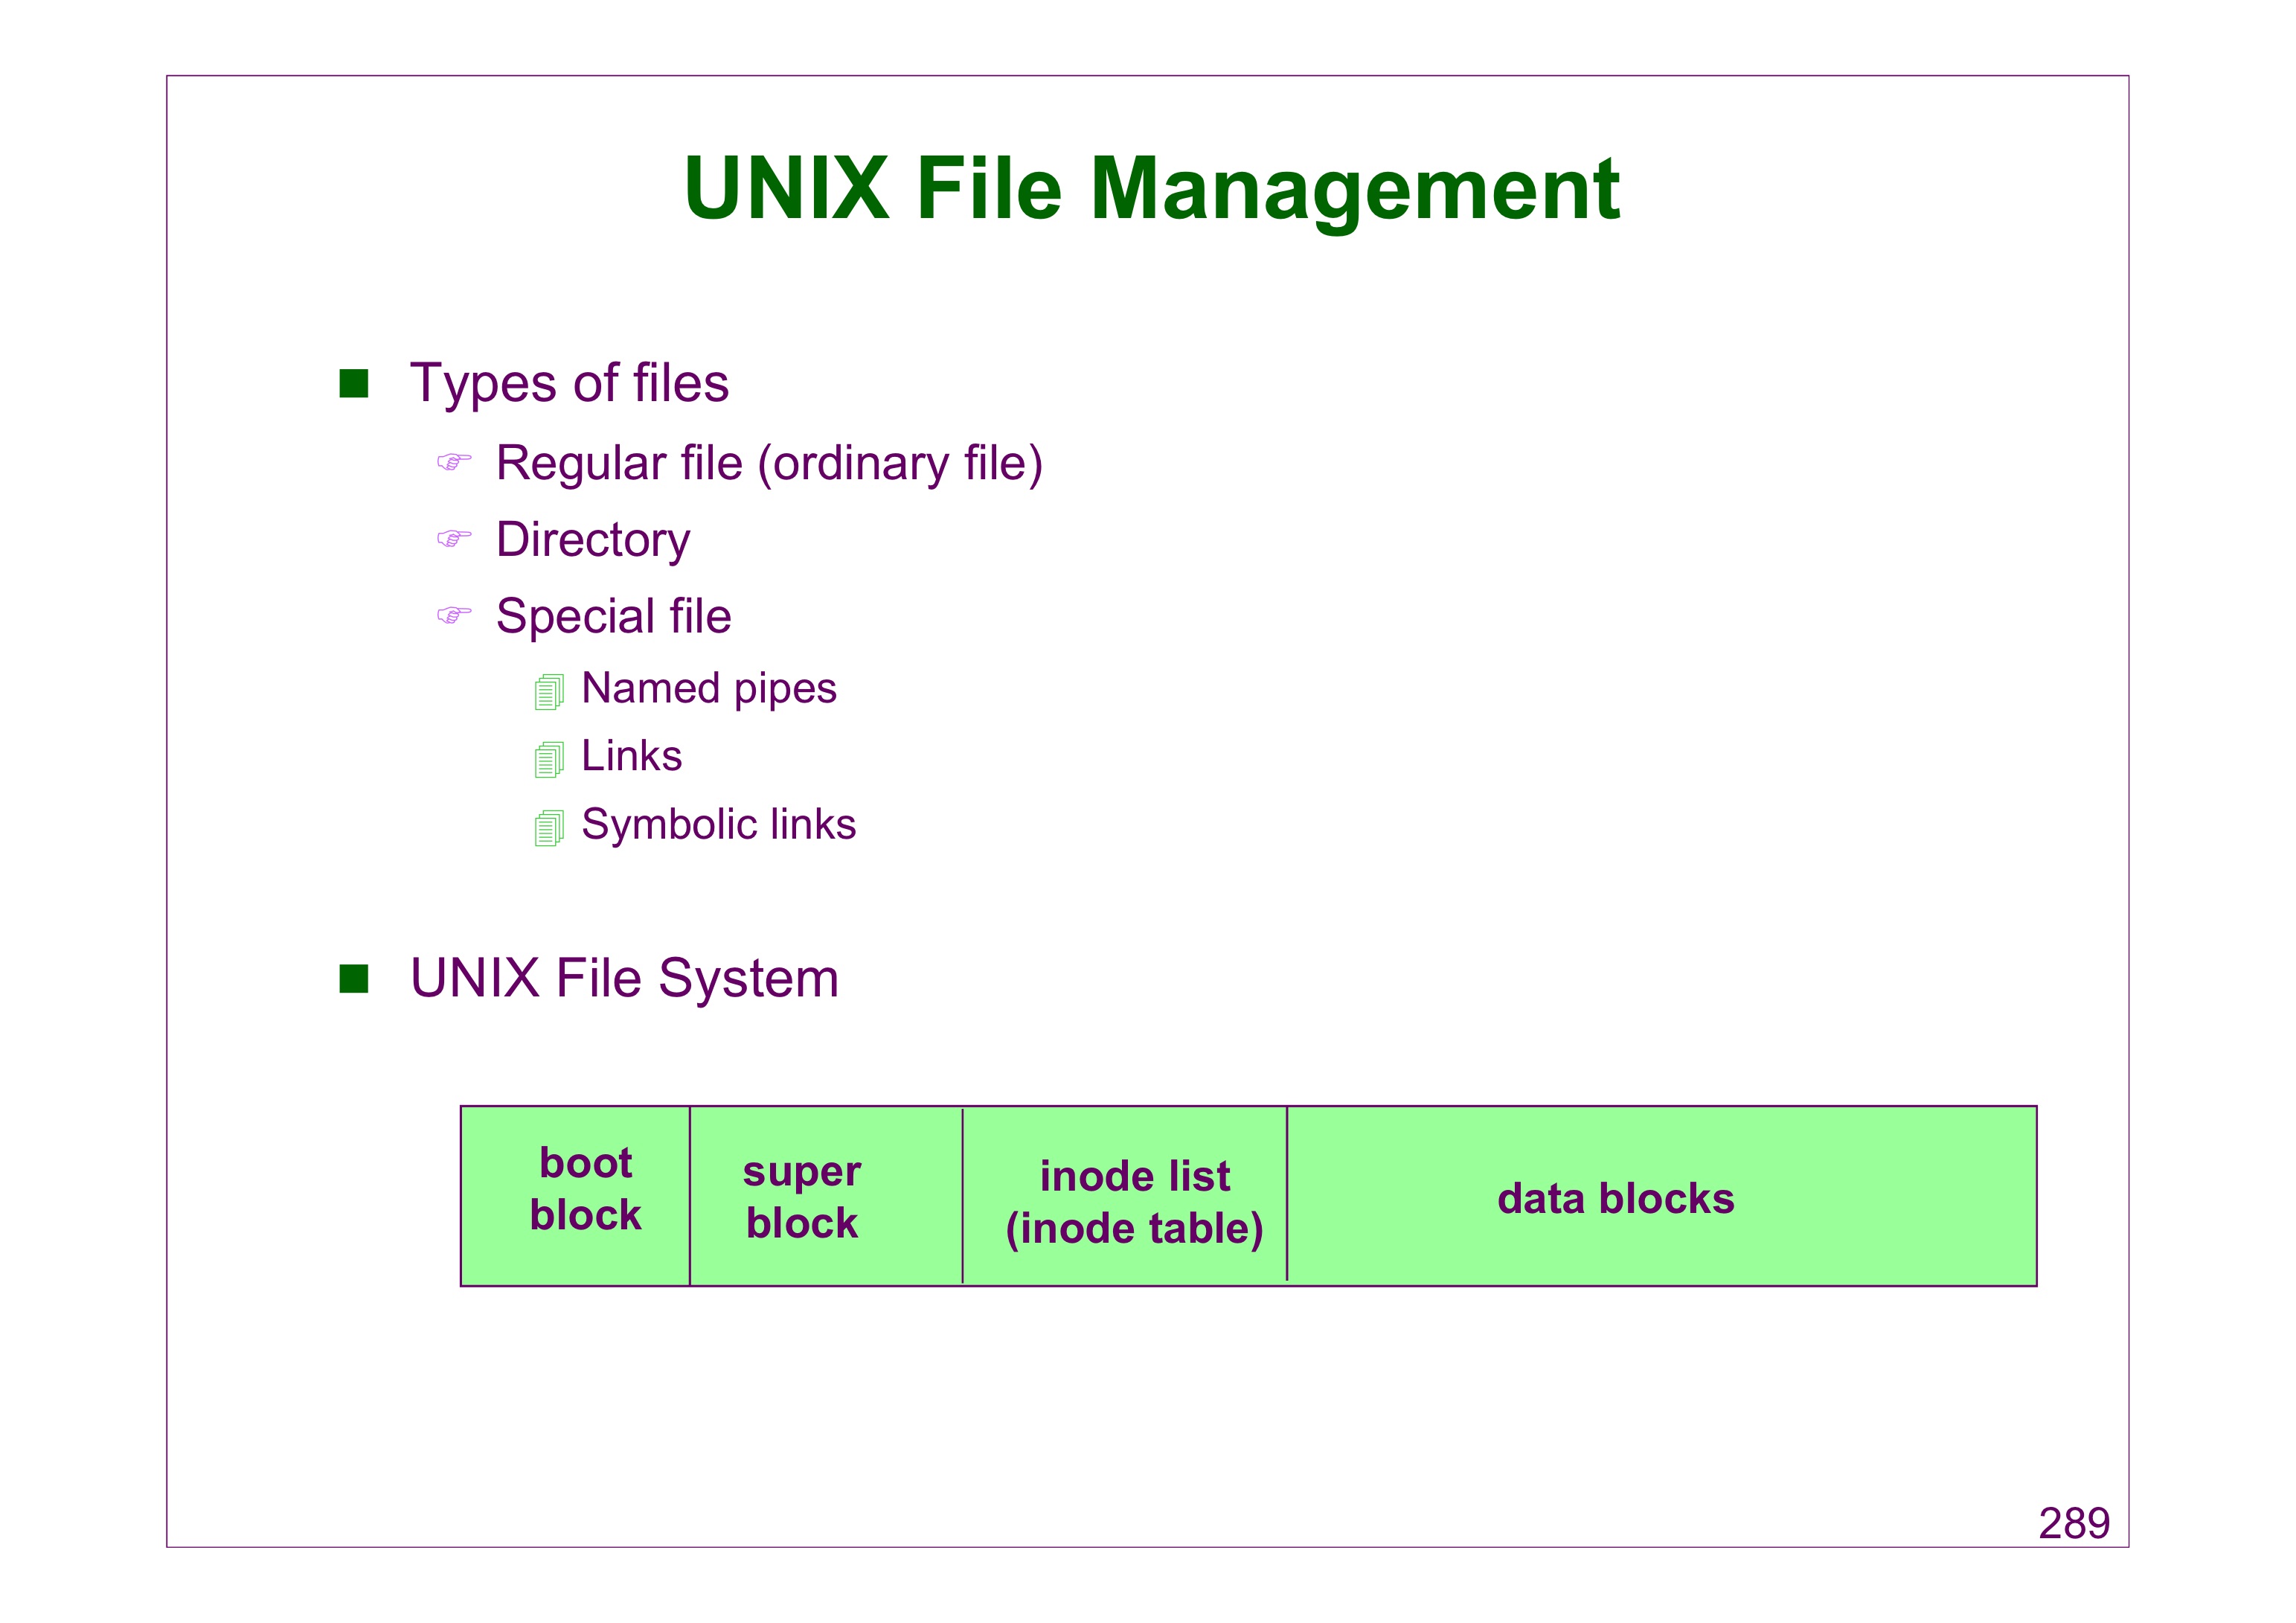 UNIX File Management
Types of files
Regular file (ordinary file)
Directory
Special file
Named pipes
Links
Symbolic links
UNIX File System
boot
block
super
block
inode list
(inode table)
data blocks
289